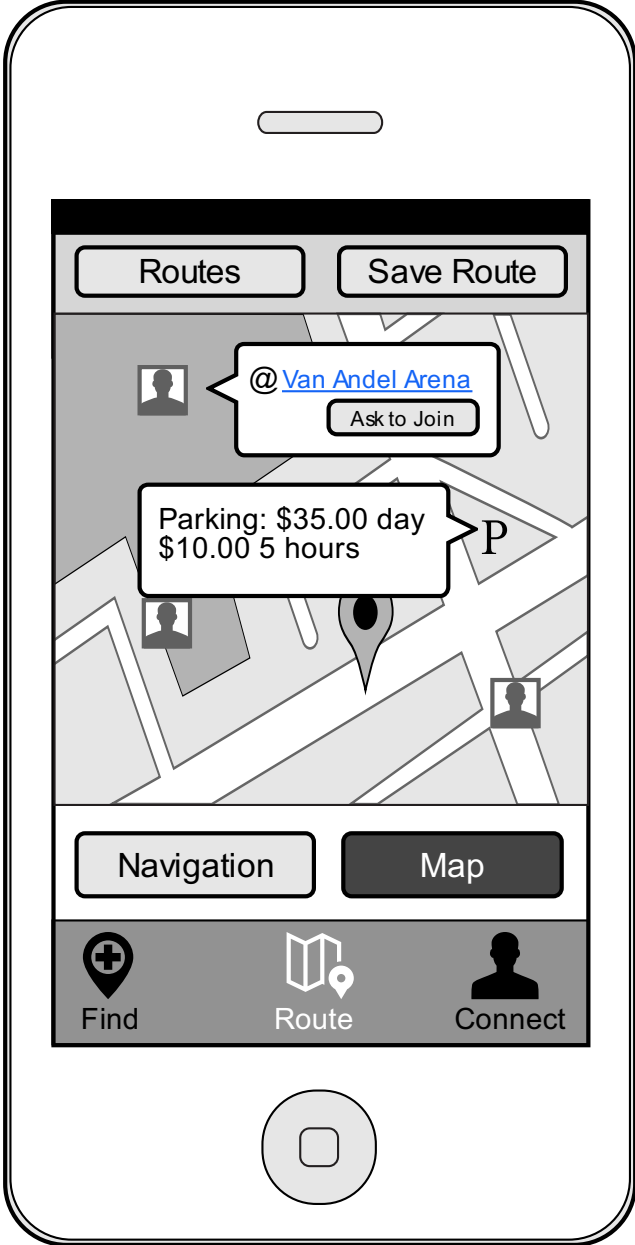 Routes
Save Route
@Van Andel Arena
Ask to Join
Parking: $35.00 day
$10.00 5 hours
P
Navigation
Map
Find
Route
Connect